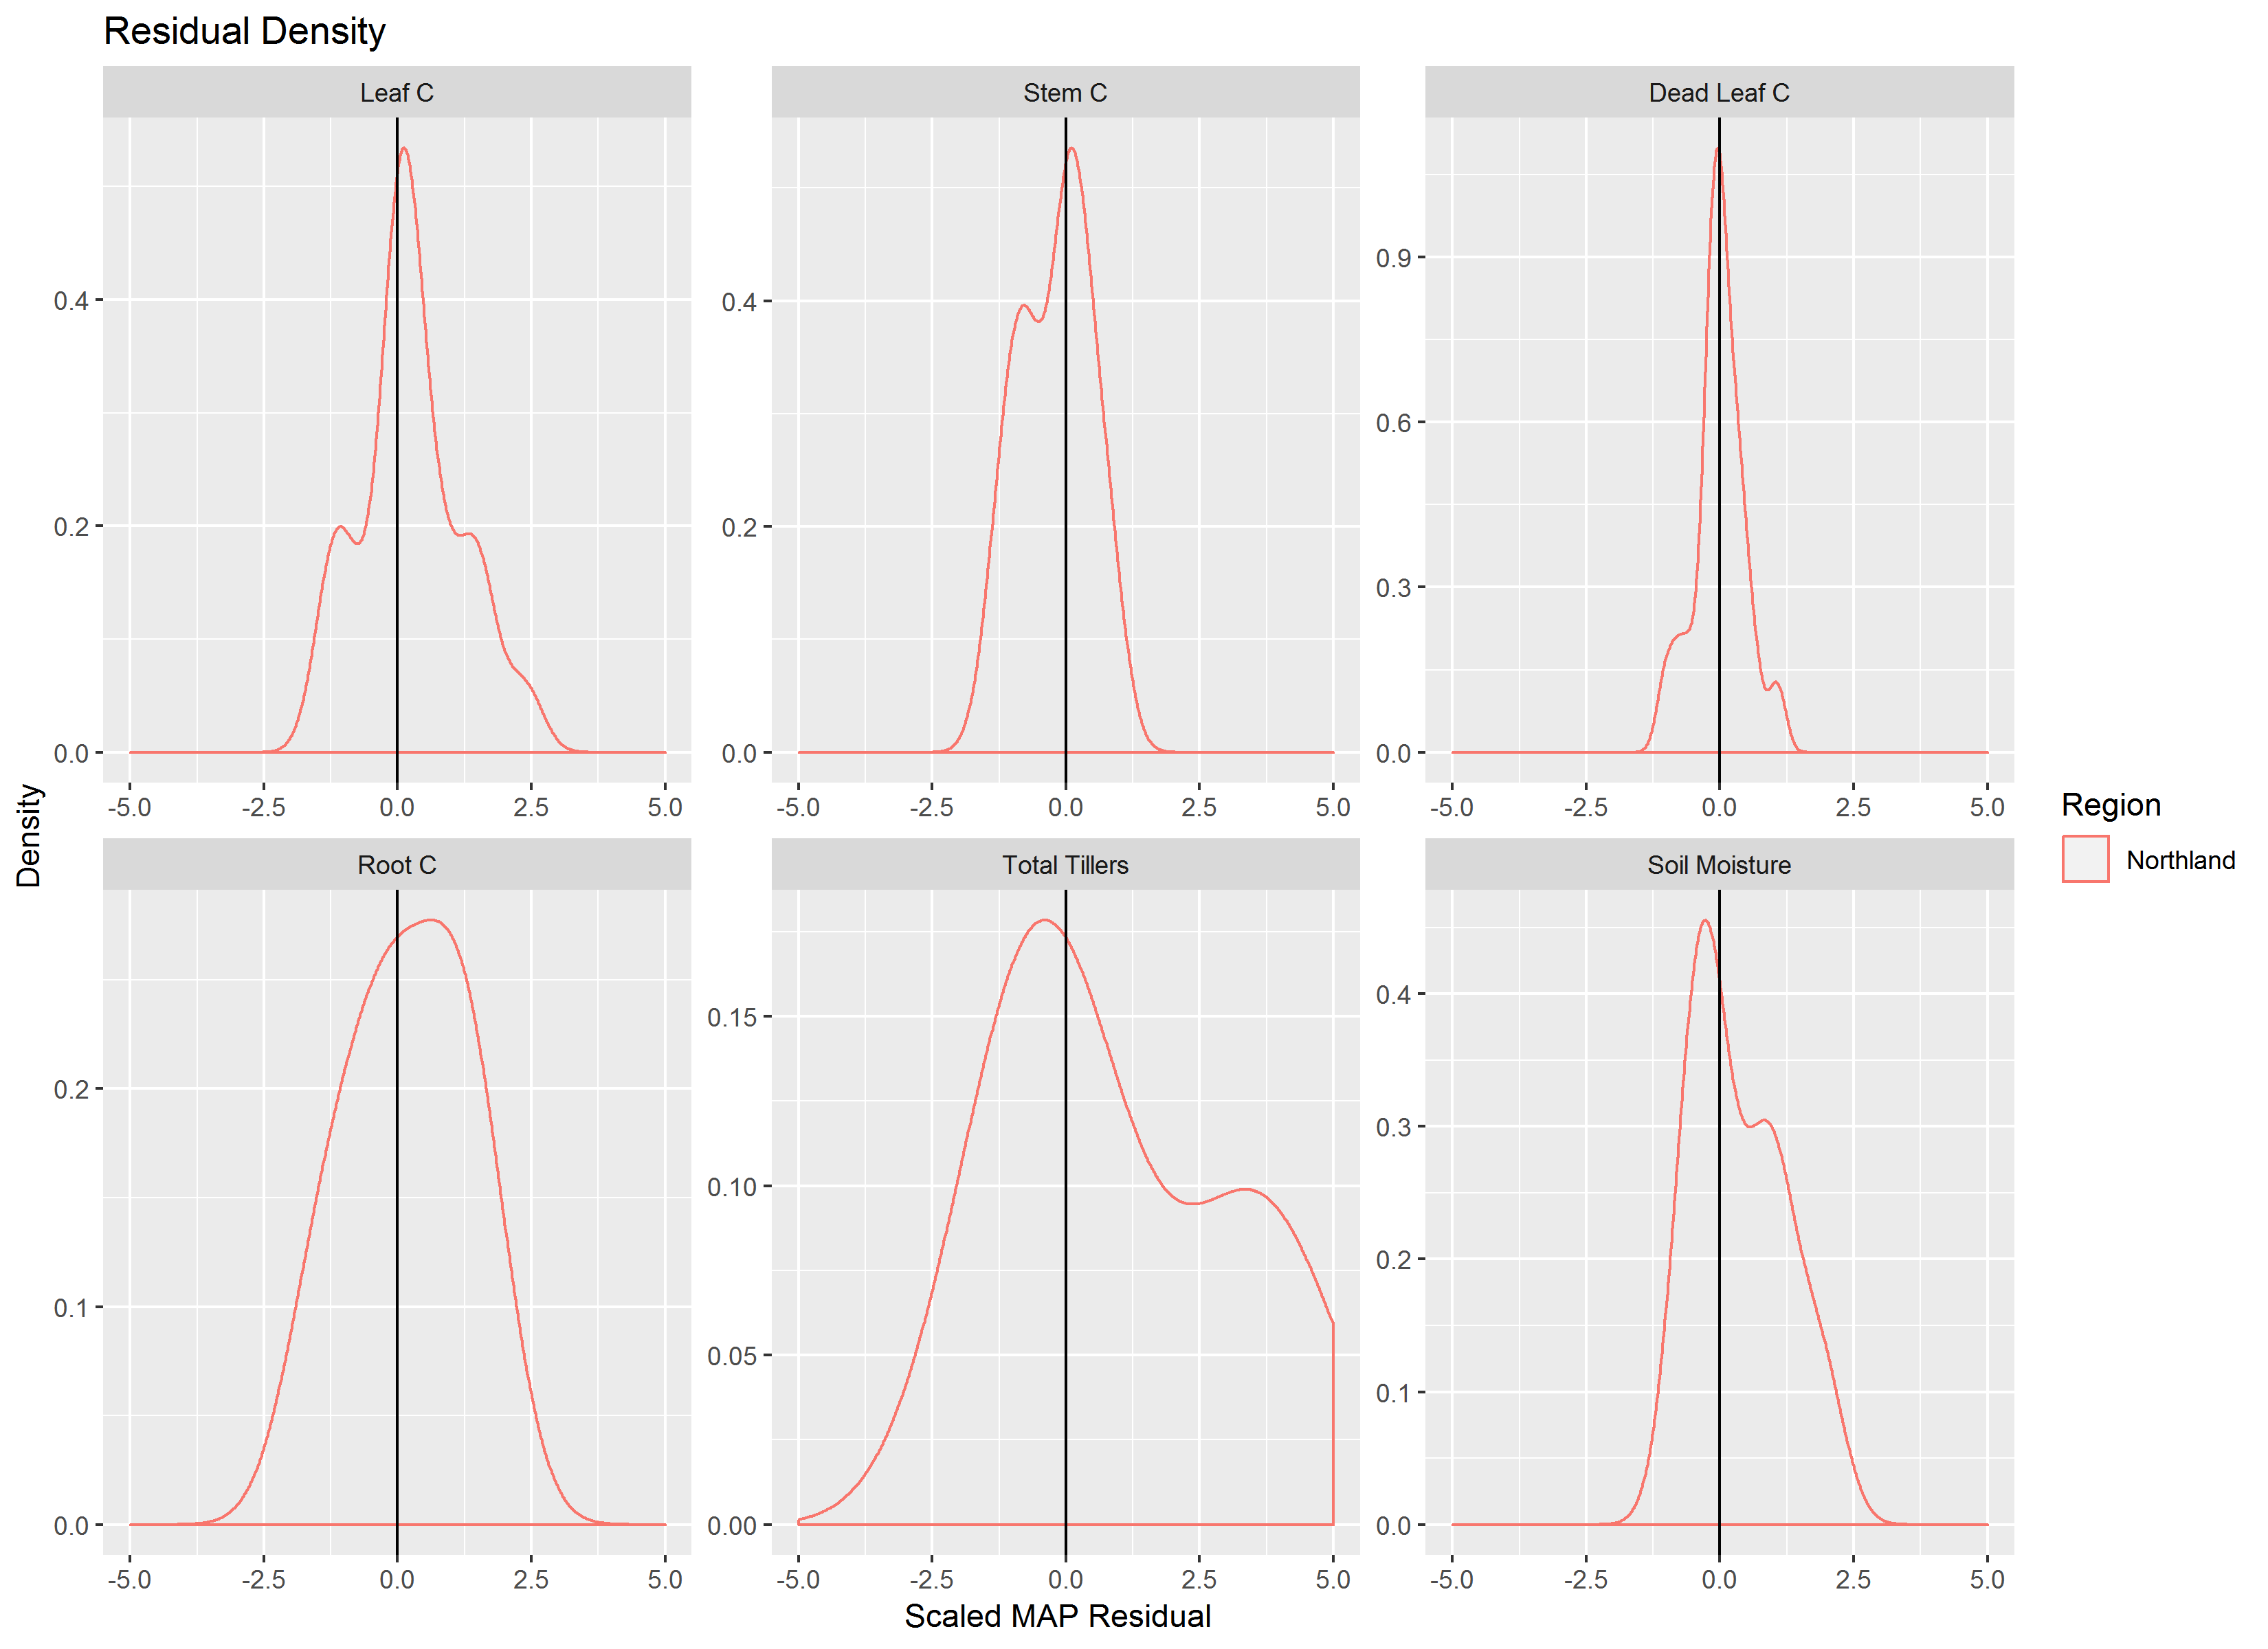 Residual Density
Leaf C
Stem C
Dead Leaf C
0.4
0.2
0.0
0.4
0.2
0.0
0.9
0.6
0.3
0.0
-5.0 -2.5 0.0 2.5 5.0
-5.0 -2.5 0.0 2.5 5.0
-5.0 -2.5 0.0 2.5 5.0
Density
Root C
Total Tillers
Soil Moisture
0.2
0.1
0.0
0.15
0.10
0.05
0.00
0.4
0.3
0.2
0.1
0.0
-5.0 -2.5 0.0 2.5 5.0
-5.0 -2.5 0.0 2.5 5.0
-5.0 -2.5 0.0 2.5 5.0
Scaled MAP Residual
Region
Northland